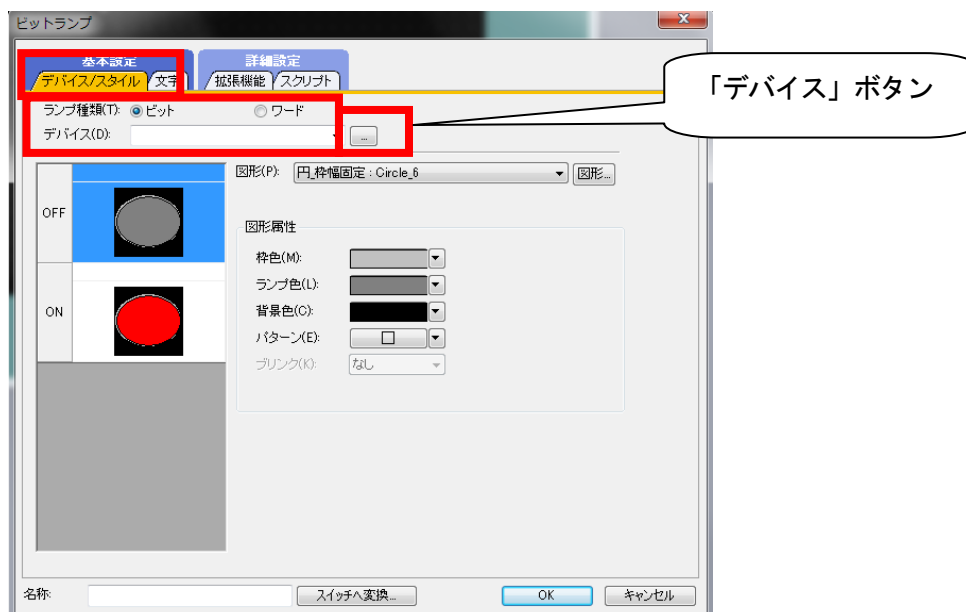 ビットランプ
基本設定 詳細設定
デバイス/スタイル 文字 拡張機能 スクリプト
「デバイス」ボタン
ランプ種類(T): ビット ワード
デバイス(D): ...
図形(P): 円_枠幅固定 : Circle_6 図形...
OFF
図形属性
枠色(M):
ランプ色(L):
ON
背景色(C):
パターン(E):
ブリンク(K): なし
名称: スイッチへ変換... OK キャンセル